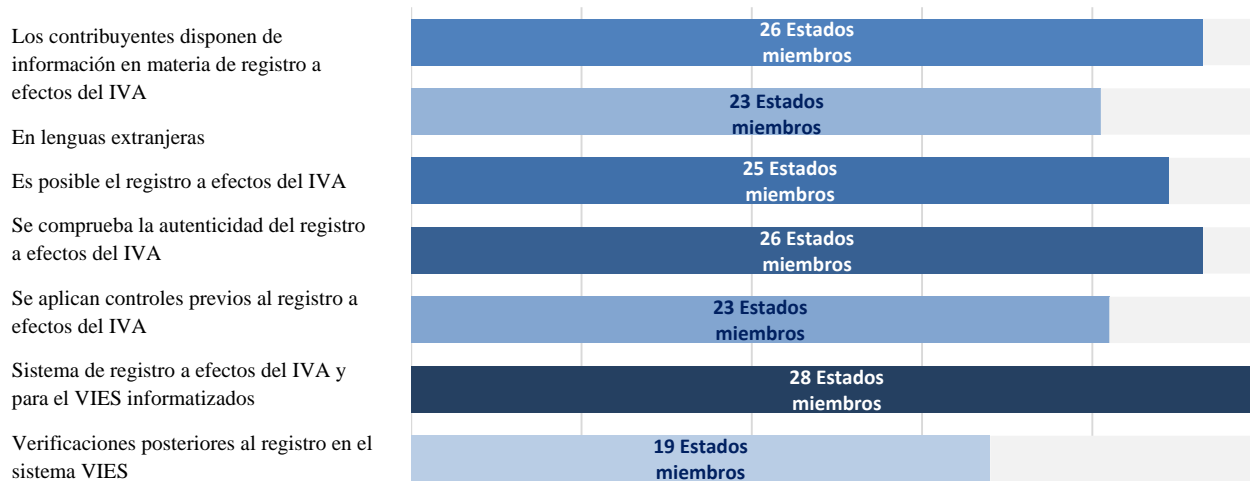 Los contribuyentes disponen de
información en materia de registro a
efectos del IVA
26 Estados
miembros
En lenguas extranjeras
23 Estados
miembros
Es posible el registro a efectos del IVA
25 Estados
miembros
Se comprueba la autenticidad del registro
a efectos del IVA
26 Estados
miembros
Se aplican controles previos al registro a
efectos del IVA
23 Estados
miembros
Sistema de registro a efectos del IVA y
para el VIES informatizados
28 Estados
miembros
Verificaciones posteriores al registro en el
sistema VIES
19 Estados
miembros